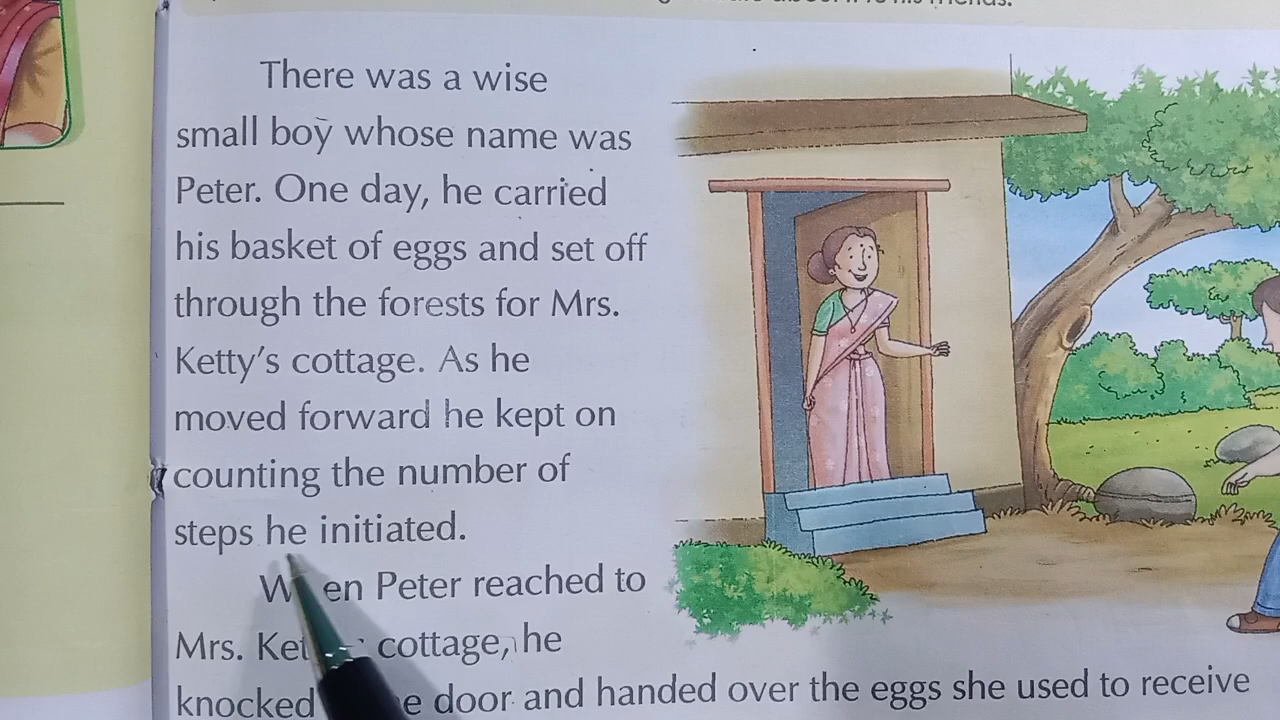 There was a wise
small boy whose name was
Peter. One day, he carried
his basket of eggs and set off
through the forests for Mrs.
Ketty's cottage. As he
moved forward he kept on
counting the number of
steps he initiated.
When Peter reached to
Mrs. cottage, he
knocked door and handed over the eggs she used to receive